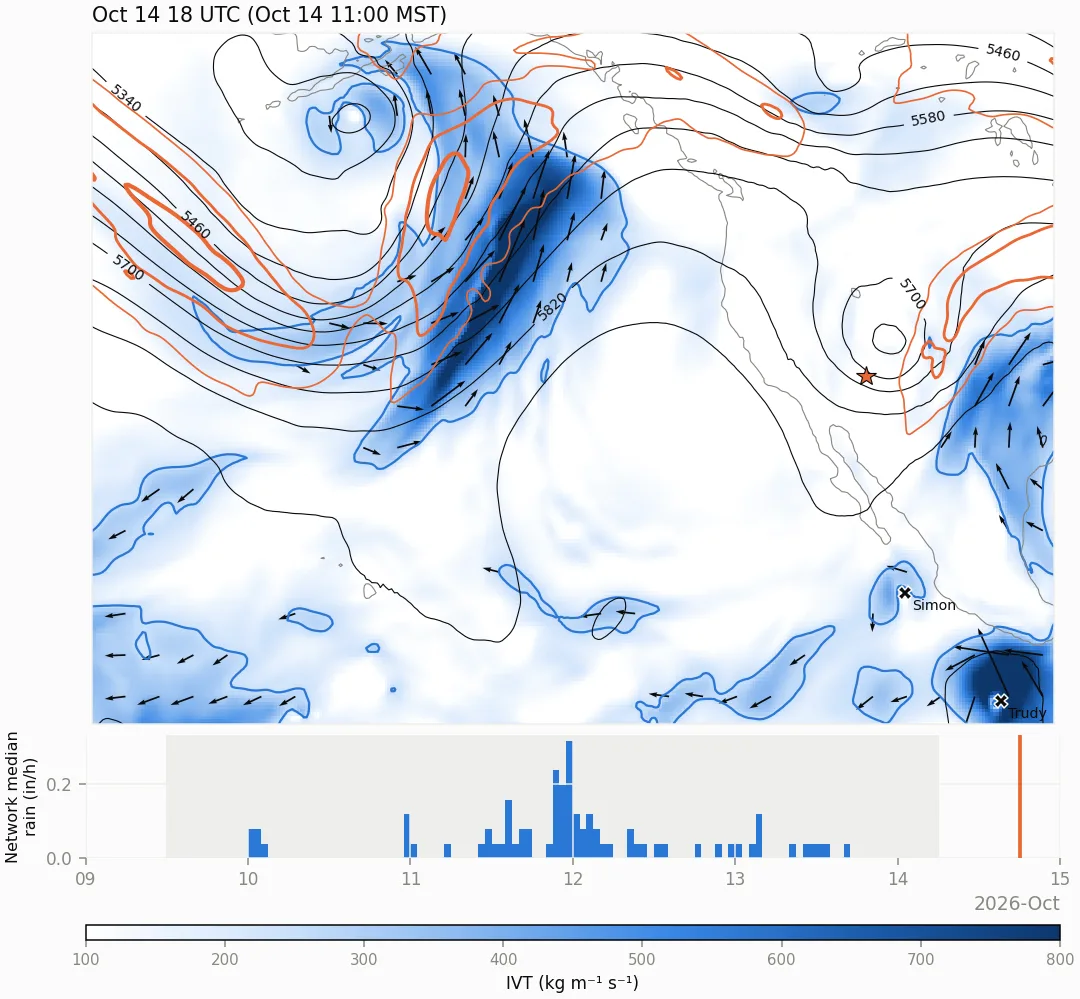 Oct 14 18 UTC (Oct 14 11:00 MST)
5460
5340
5580
5460
5700
5700
5820
Simon
Trudy
Network median
rain (in/h)
0.2
0.0
09 10 11 12 13 14 15
2026-Oct
100 200 300 400 500 600 700 800
IVT (kg m⁻¹ s⁻¹)